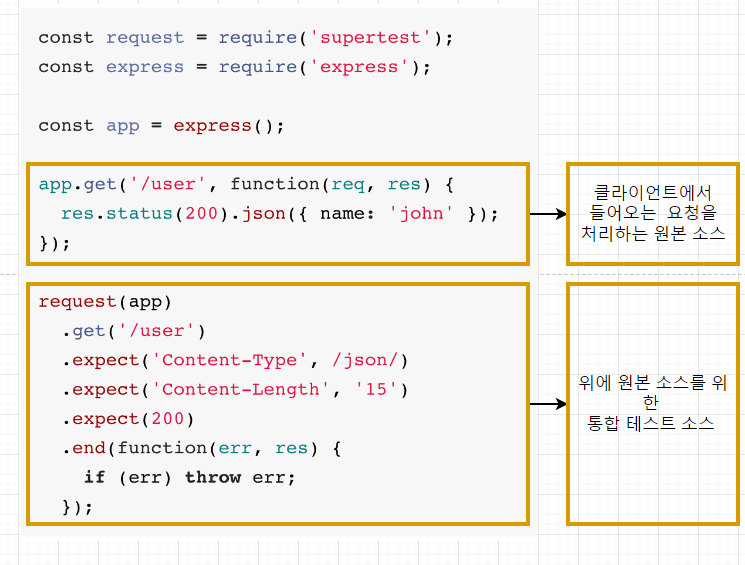 const request = require('supertest');
const express = require('express');
const app = express();
app.get('/user', function(req, res) {
  res.status(200).json({ name: 'john' });
});
클라이언트에서
들어오는 요청을
처리하는 원본 소스
request(app)
  .get('/user')
  .expect('Content-Type', /json/)
  .expect('Content-Length', '15')
  .expect(200)
  .end(function(err, res) {
    if (err) throw err;
  });
위에 원본 소스를 위
한
통합 테스트 소스